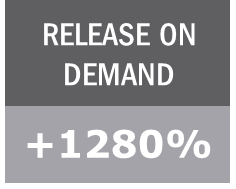 RELEASE ON
DEMAND
+1280%